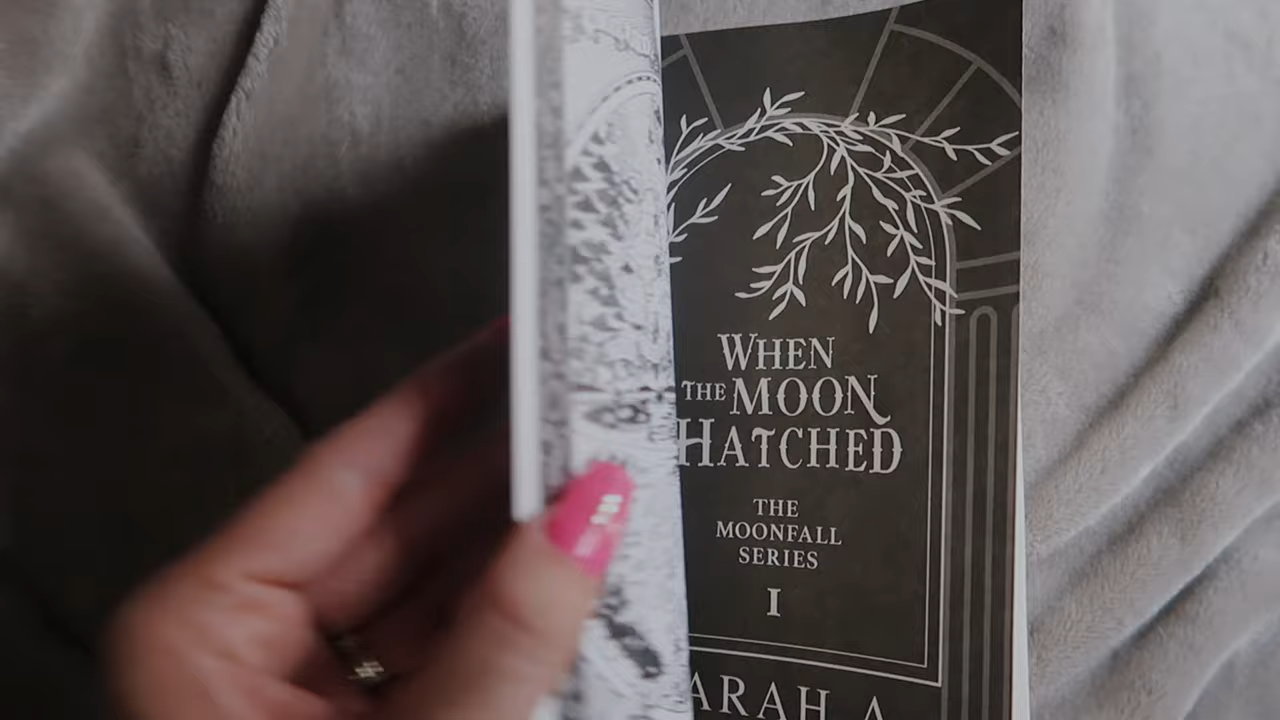 WHEN
THE MOON
HATCHED
THE
MOONFALL
SERIES
I
ARAH A